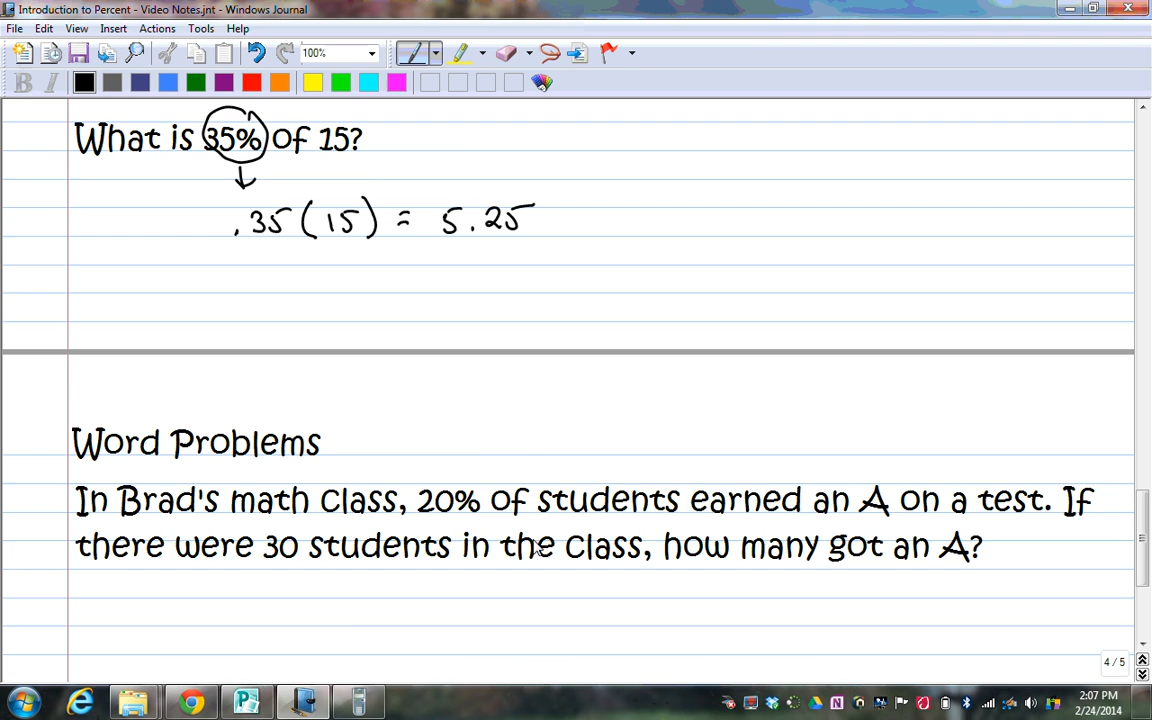 Introduction to Percent - Video Notes.jnt - Windows Journal
File Edit View Insert Actions Tools Help
100%
B I
What is 35% of 15?
.35(15) = 5.25
Word Problems
In Brad's math class, 20% of students earned an A on a test. If
there were 30 students in the class, how many got an A?
4 / 5
2:07 PM
2/24/2014